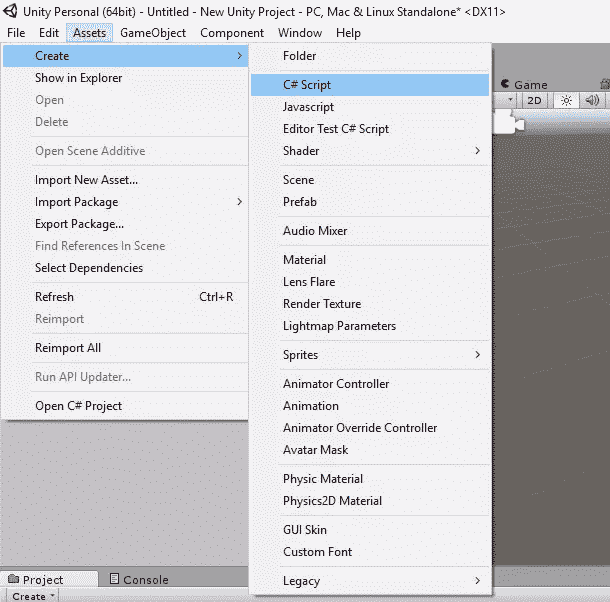 Unity Personal (64bit) - Untitled - New Unity Project - PC, Mac & Linux Standalone* <DX11>
File Edit Assets GameObject Component Window Help
Create
Show in Explorer
Open
Delete
Open Scene Additive
Import New Asset...
Import Package
Export Package...
Find References In Scene
Select Dependencies
Refresh Ctrl+R
Reimport
Reimport All
Run API Updater...
Open C# Project
Folder
C# Script
Javascript
Editor Test C# Script
Shader
Scene
Prefab
Audio Mixer
Material
Lens Flare
Render Texture
Lightmap Parameters
Sprites
Animator Controller
Animation
Animator Override Controller
Avatar Mask
Physic Material
Physics2D Material
GUI Skin
Custom Font
Legacy
Game
2D
Project Console
Create